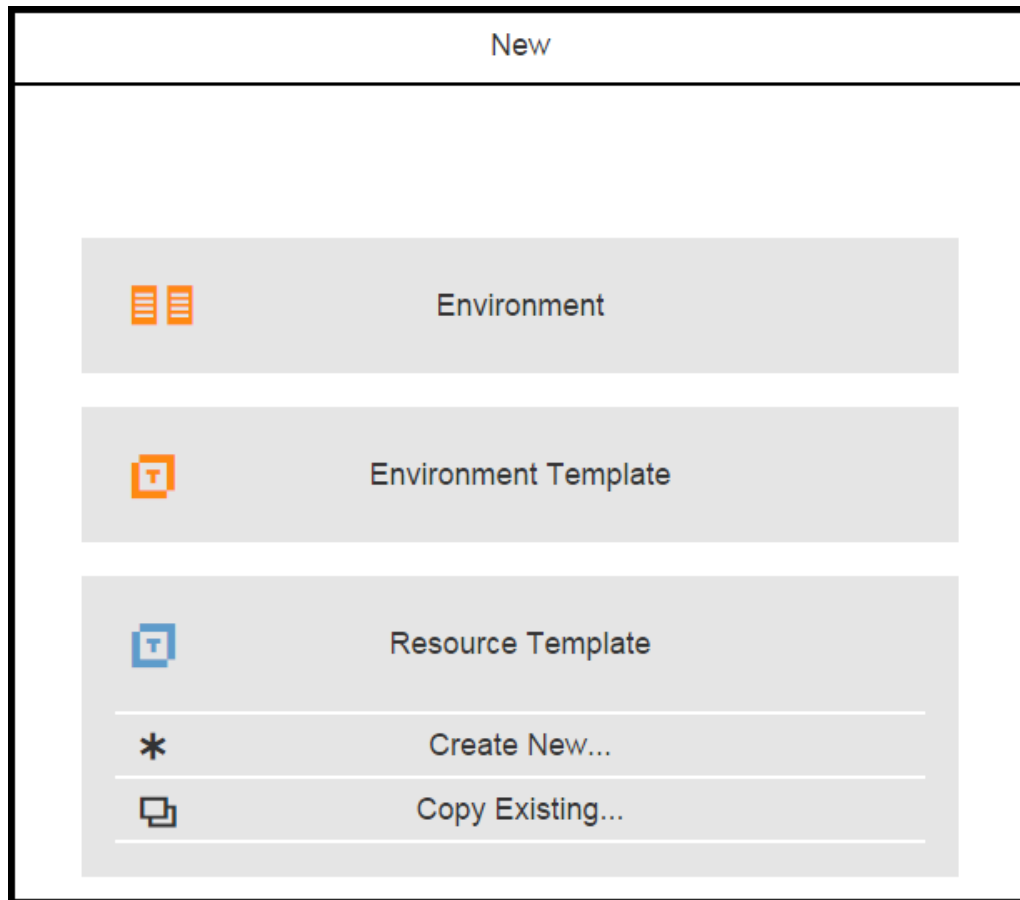 New
Environment
Environment Template
Resource Template
Create New...
Copy Existing...